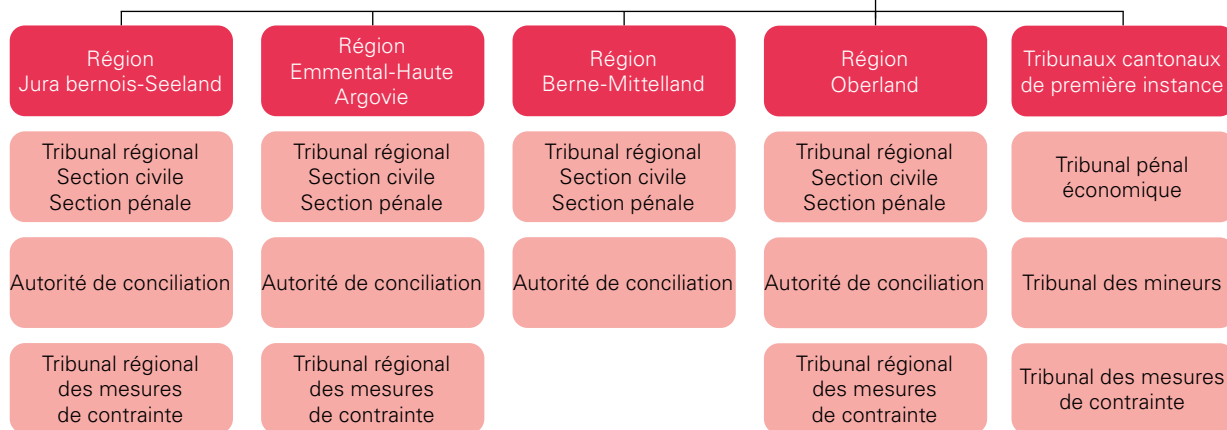 Région
Jura bernois-Seeland
Région
Emmental-Haute
Argovie
Région
Berne-Mittelland
Région
Oberland
Tribunaux cantonaux
de première instance
Tribunal régional
Section civile
Section pénale
Tribunal régional
Section civile
Section pénale
Tribunal régional
Section civile
Section pénale
Tribunal régional
Section civile
Section pénale
Tribunal pénal
économique
Autorité de conciliation
Autorité de conciliation
Autorité de conciliation
Autorité de conciliation
Tribunal des mineurs
Tribunal régional
des mesures
de contrainte
Tribunal régional
des mesures
de contrainte
Tribunal régional
des mesures
de contrainte
Tribunal des mesures
de contrainte